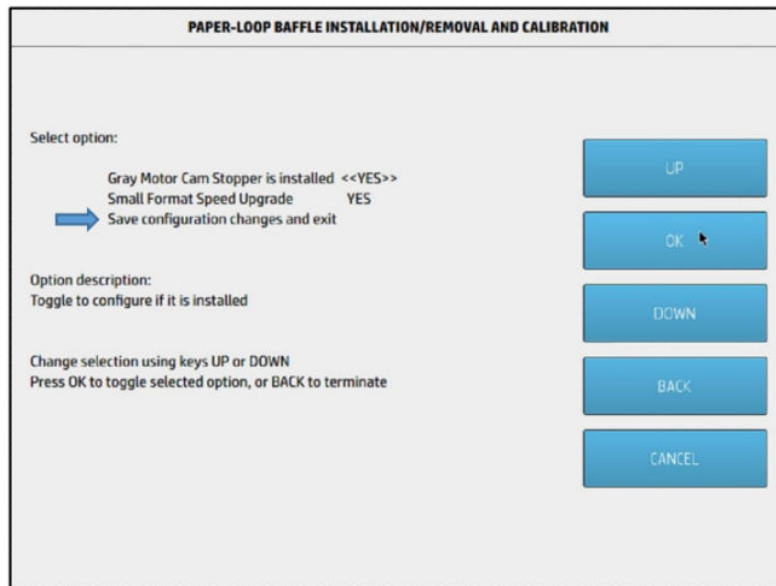 PAPER-LOOP BAFFLE INSTALLATION/REMOVAL AND CALIBRATION
Select option:
Gray Motor Cam Stopper is installed <<YES>>
Small Format Speed Upgrade YES
Save configuration changes and exit
Option description:
Toggle to configure if it is installed
Change selection using keys UP or DOWN
Press OK to toggle selected option, or BACK to terminate
UP
OK
DOWN
BACK
CANCEL